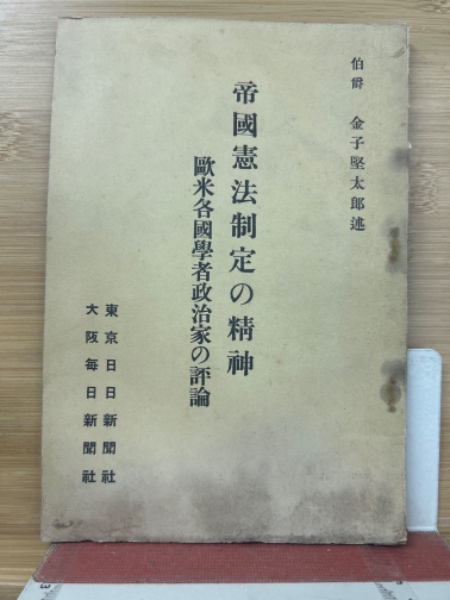 伯爵 金子堅太郎述
帝國憲法制定の精神
歐米各國學者政治家の評論
東京日日新聞社
大阪每日新聞社
3